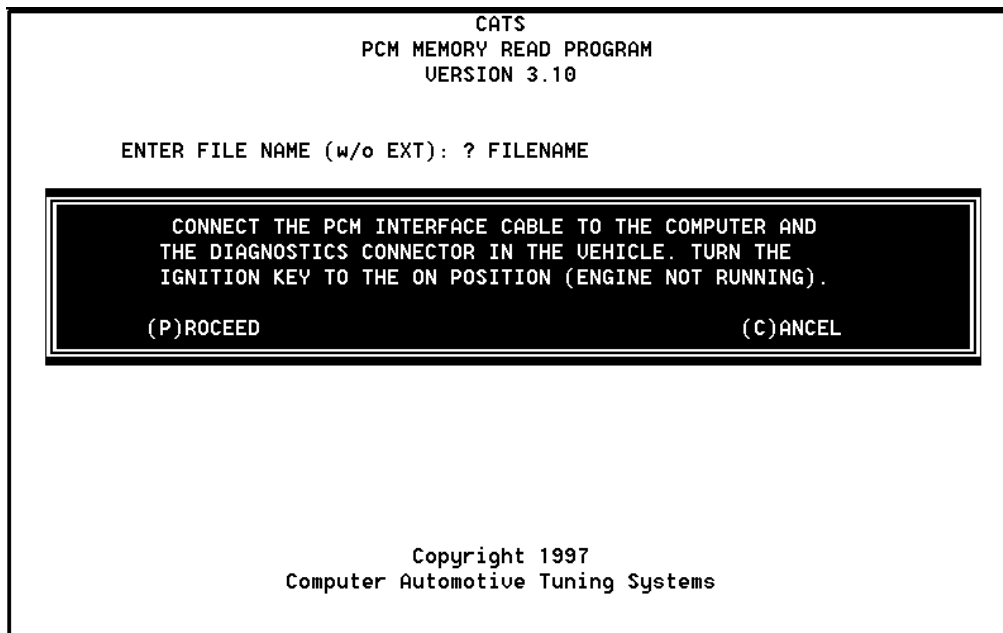 CATS
PCM MEMORY READ PROGRAM
VERSION 3.10
ENTER FILE NAME (w/o EXT): ? FILENAME
CONNECT THE PCM INTERFACE CABLE TO THE COMPUTER AND
THE DIAGNOSTICS CONNECTOR IN THE VEHICLE. TURN THE
IGNITION KEY TO THE ON POSITION (ENGINE NOT RUNNING).
(P)ROCEED (C)ANCEL
Copyright 1997
Computer Automotive Tuning Systems